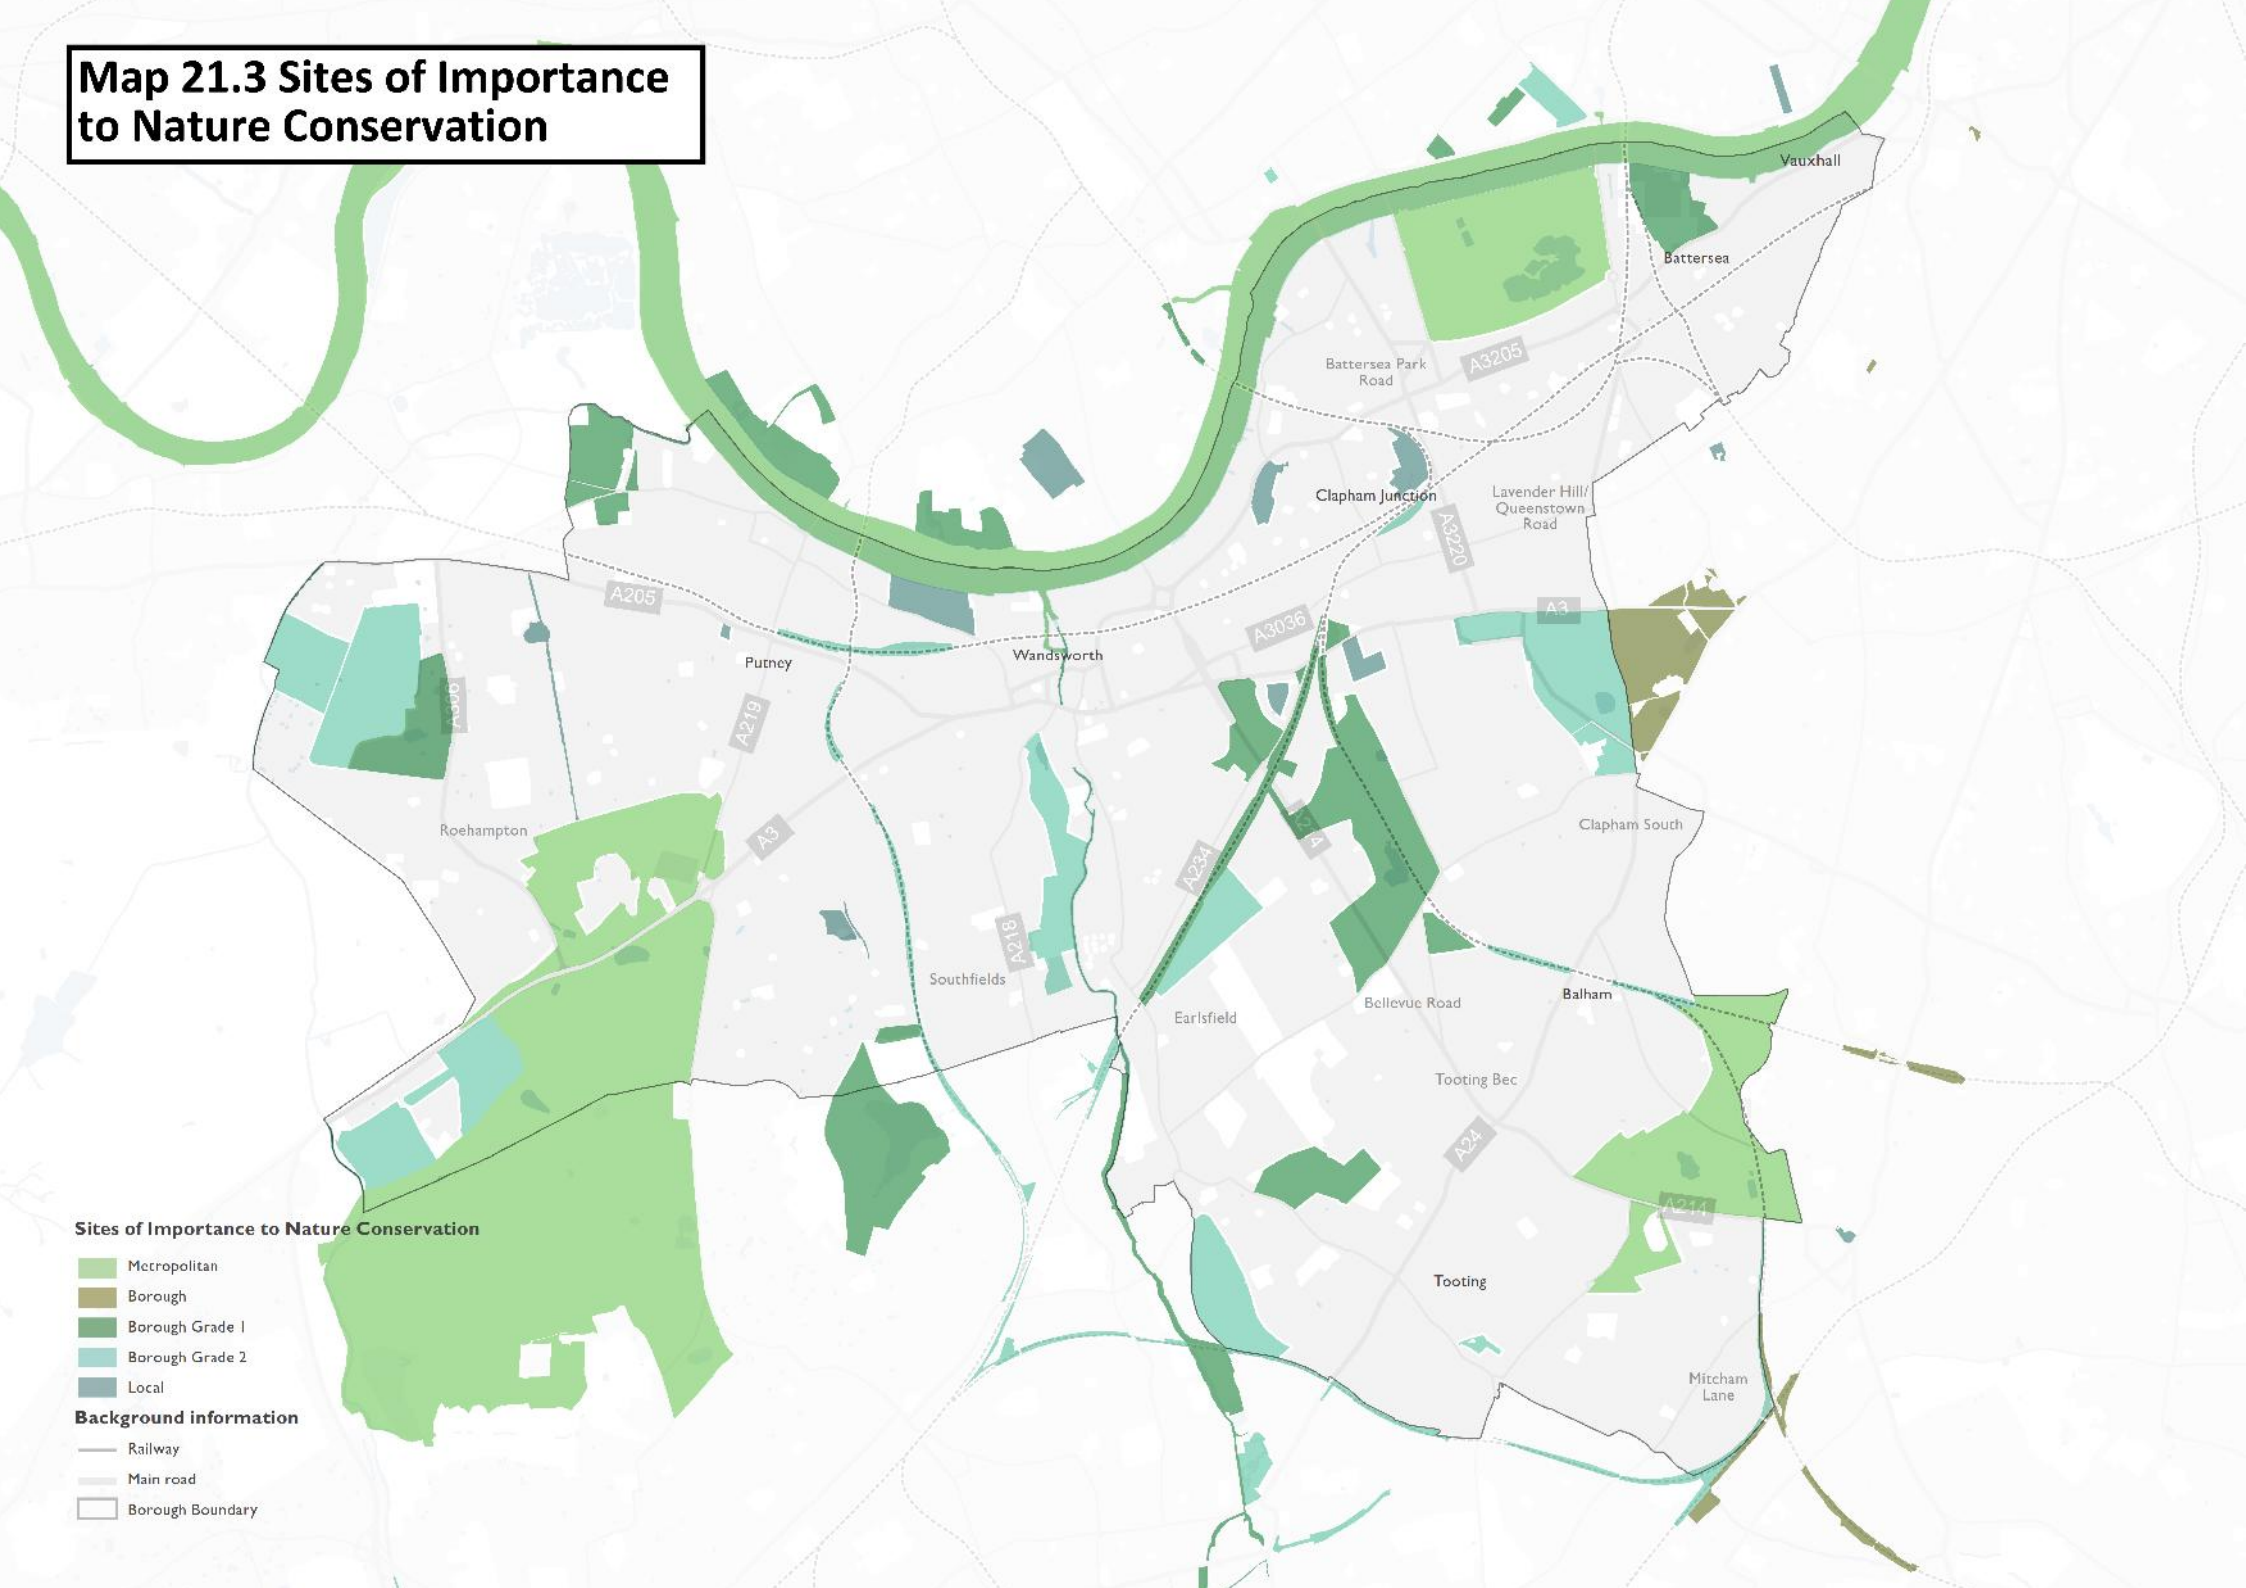 Map 21.3 Sites of Importance
to Nature Conservation
Vauxhall
Battersea
Battersea Park
Road
A3205
Clapham Junction
Lavender Hill/
Queenstown
Road
A3220
A205
A3
A3036
Putney
Wandsworth
A306
A219
Roehampton
A3
A214
Clapham South
A234
A218
Southfields
Earlsfield
Bellevue Road
Balham
Tooting Bec
A24
A214
Tooting
Mitcham
Lane
Sites of Importance to Nature Conservation
Metropolitan
Borough
Borough Grade 1
Borough Grade 2
Local
Background information
Railway
Main road
Borough Boundary